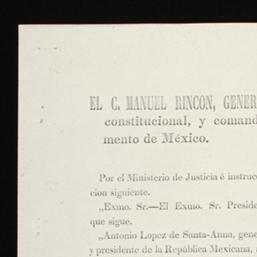 EL C. MANUEL RINCON, GENER
constitucional, y comand
mento de México.
Por el Ministerio de Justicia é instruc
cion siguiente.
„Exmo. Sr.—El Exmo. Sr. Presid
que sigue.
„Antonio Lopez de Santa-Anna, gene
y presidente de la República Mexicana,